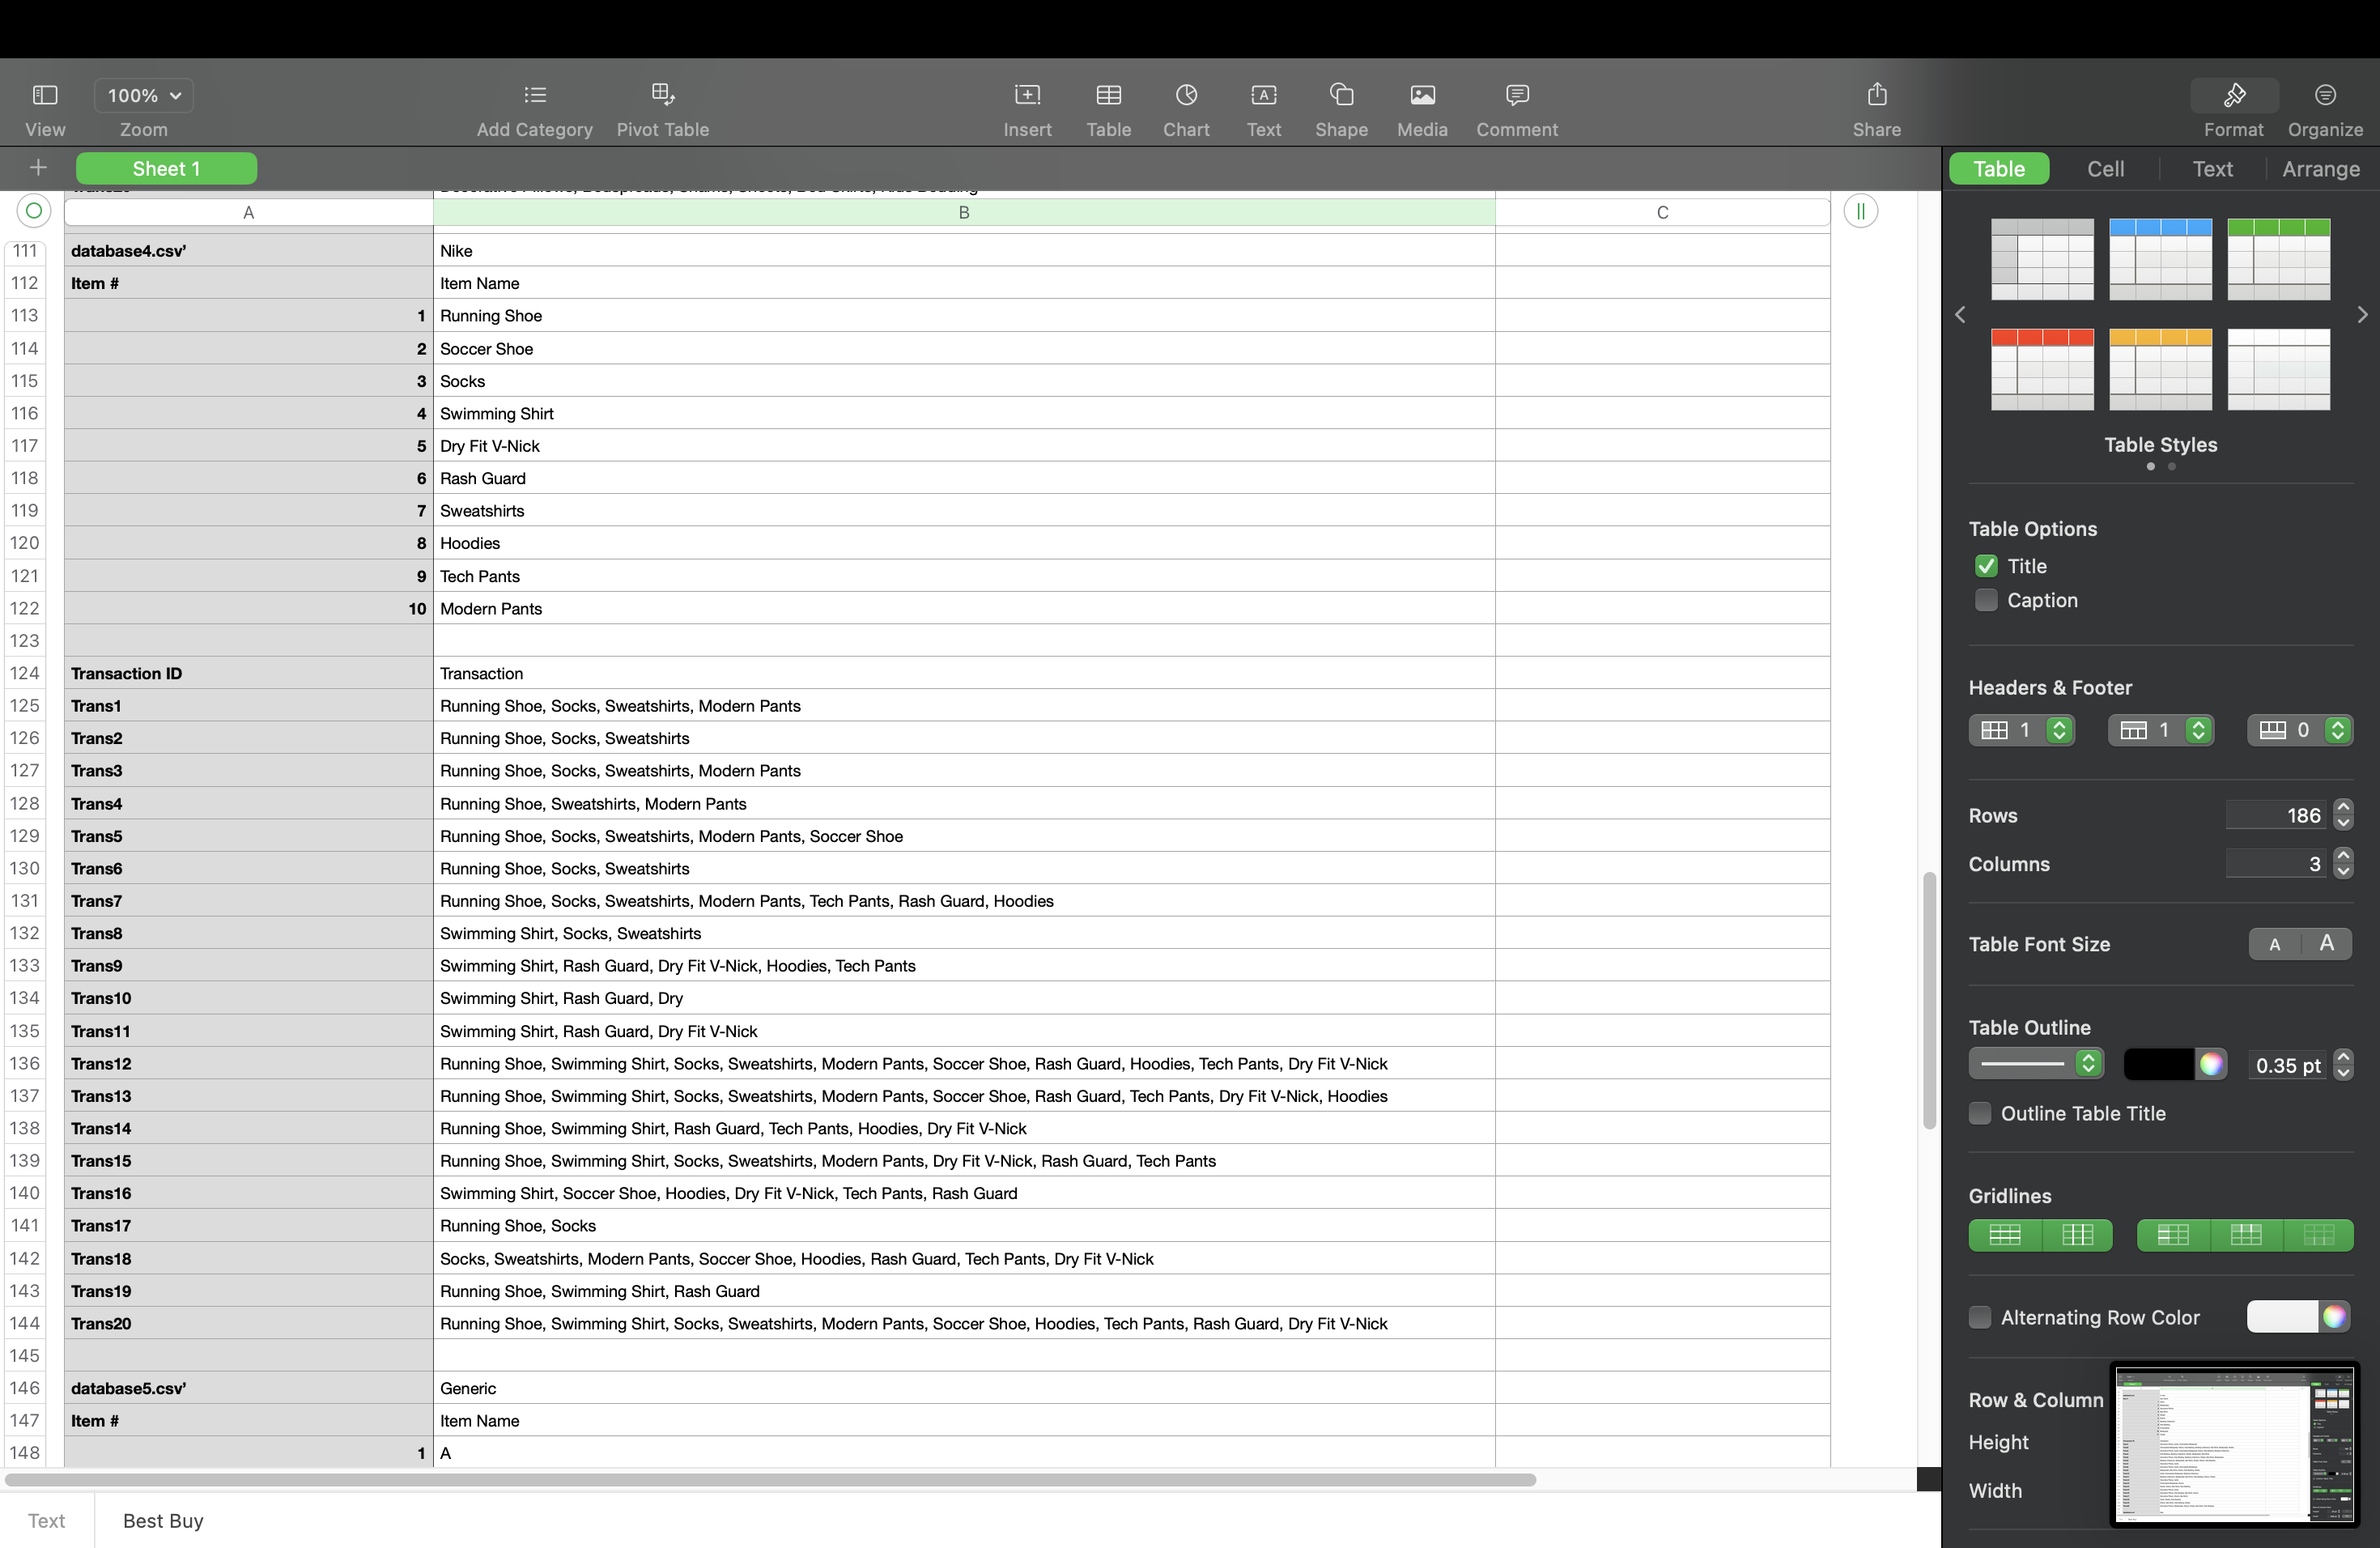 View
100%
Zoom
Add Category
Pivot Table
Insert
Table
Chart
Text
Shape
Media
Comment
Share
Format
Organize
Sheet 1
Table
Cell
Text
Arrange
A B C
111 database4.csv’ Nike
112 Item # Item Name
113 1 Running Shoe
114 2 Soccer Shoe
115 3 Socks
116 4 Swimming Shirt
117 5 Dry Fit V-Nick
118 6 Rash Guard
119 7 Sweatshirts
120 8 Hoodies
121 9 Tech Pants
122 10 Modern Pants
123
124 Transaction ID Transaction
125 Trans1 Running Shoe, Socks, Sweatshirts, Modern Pants
126 Trans2 Running Shoe, Socks, Sweatshirts
127 Trans3 Running Shoe, Socks, Sweatshirts, Modern Pants
128 Trans4 Running Shoe, Sweatshirts, Modern Pants
129 Trans5 Running Shoe, Socks, Sweatshirts, Modern Pants, Soccer Shoe
130 Trans6 Running Shoe, Socks, Sweatshirts
131 Trans7 Running Shoe, Socks, Sweatshirts, Modern Pants, Tech Pants, Rash Guard, Hoodies
132 Trans8 Swimming Shirt, Socks, Sweatshirts
133 Trans9 Swimming Shirt, Rash Guard, Dry Fit V-Nick, Hoodies, Tech Pants
134 Trans10 Swimming Shirt, Rash Guard, Dry
135 Trans11 Swimming Shirt, Rash Guard, Dry Fit V-Nick
136 Trans12 Running Shoe, Swimming Shirt, Socks, Sweatshirts, Modern Pants, Soccer Shoe, Rash Guard, Hoodies, Tech Pants, Dry Fit V-Nick
137 Trans13 Running Shoe, Swimming Shirt, Socks, Sweatshirts, Modern Pants, Soccer Shoe, Rash Guard, Tech Pants, Dry Fit V-Nick, Hoodies
138 Trans14 Running Shoe, Swimming Shirt, Rash Guard, Tech Pants, Hoodies, Dry Fit V-Nick
139 Trans15 Running Shoe, Swimming Shirt, Socks, Sweatshirts, Modern Pants, Dry Fit V-Nick, Rash Guard, Tech Pants
140 Trans16 Swimming Shirt, Soccer Shoe, Hoodies, Dry Fit V-Nick, Tech Pants, Rash Guard
141 Trans17 Running Shoe, Socks
142 Trans18 Socks, Sweatshirts, Modern Pants, Soccer Shoe, Hoodies, Rash Guard, Tech Pants, Dry Fit V-Nick
143 Trans19 Running Shoe, Swimming Shirt, Rash Guard
144 Trans20 Running Shoe, Swimming Shirt, Socks, Sweatshirts, Modern Pants, Soccer Shoe, Hoodies, Tech Pants, Rash Guard, Dry Fit V-Nick
145
146 database5.csv’ Generic
147 Item # Item Name
148 1 A
Text Best Buy
Table Styles
Table Options
Title
Caption
Headers & Footer
1 1 0
Rows 186
Columns 3
Table Font Size A A
Table Outline
0.35 pt
Outline Table Title
Gridlines
Alternating Row Color
Row & Column
Height
Width